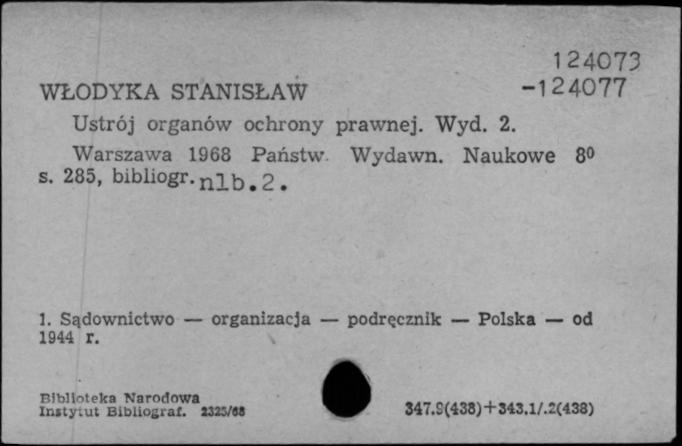 124073
-124077
WŁODYKA STANISŁAW
Ustrój organów ochrony prawnej. Wyd. 2.
Warszawa 1968 Państw. Wydawn. Naukowe 8⁰
s. 285, bibliogr. nlb.2.
1. Sądownictwo — organizacja — podręcznik — Polska — od
1944 r.
Biblioteka Narodowa
Instytut Bibliograf. 2325/68
347.9(438)+343.1/.2(438)